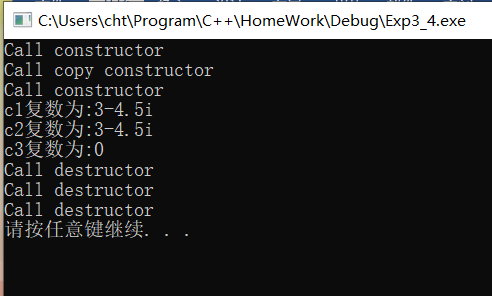 C:\Users\cht\Program\C++\HomeWork\Debug\Exp3_4.exe
Call constructor
Call copy constructor
Call constructor
c1复数为:3-4.5i
c2复数为:3-4.5i
c3复数为:0
Call destructor
Call destructor
Call destructor
请按任意键继续. . .